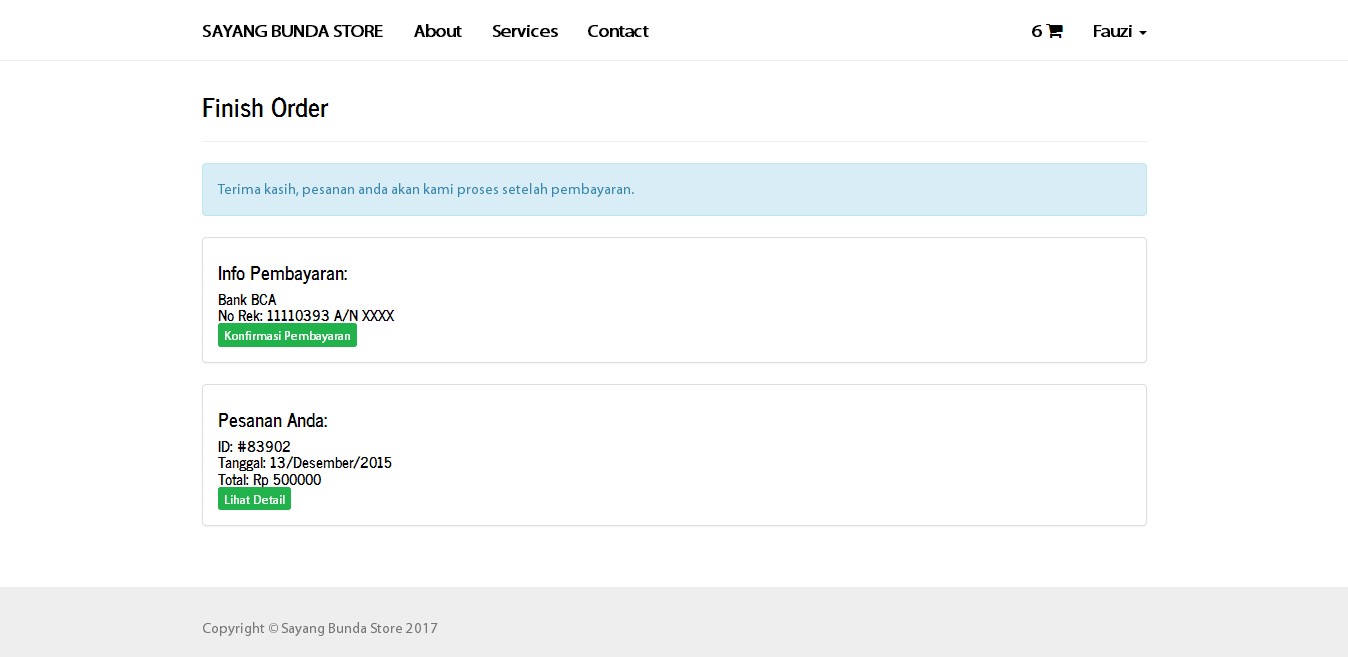 SAYANG BUNDA STORE About Services Contact 6 Fauzi
Finish Order
Terima kasih, pesanan anda akan kami proses setelah pembayaran.
Info Pembayaran:
Bank BCA
No Rek: 11110393 A/N XXXX
Konfirmasi Pembayaran
Pesanan Anda:
ID: #83902
Tanggal: 13/Desember/2015
Total: Rp 500000
Lihat Detail
Copyright © Sayang Bunda Store 2017